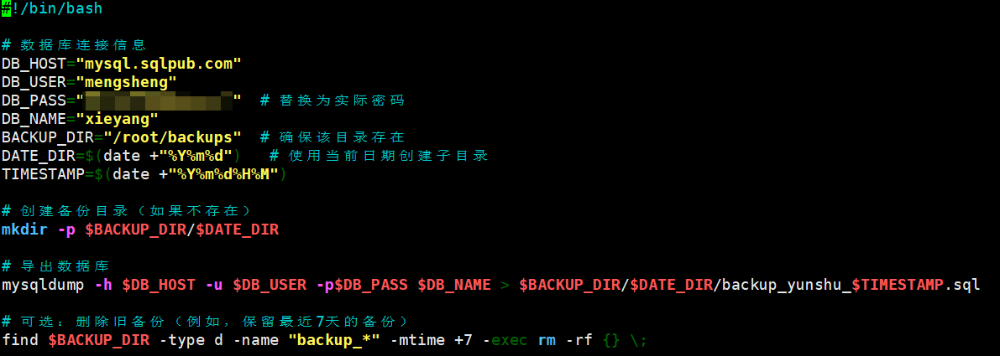 #!/bin/bash
# 数据库连接信息
DB_HOST="mysql.sqlpub.com"
DB_USER="mengsheng"
DB_PASS="" # 替换为实际密码
DB_NAME="xieyang"
BACKUP_DIR="/root/backups" # 确保该目录存在
DATE_DIR=$(date +"%Y%m%d") # 使用当前日期创建子目录
TIMESTAMP=$(date +"%Y%m%d%H%M")
# 创建备份目录（如果不存在）
mkdir -p $BACKUP_DIR/$DATE_DIR
# 导出数据库
mysqldump -h $DB_HOST -u $DB_USER -p$DB_PASS $DB_NAME > $BACKUP_DIR/$DATE_DIR/backup_yunshu_$TIMESTAMP.sql
# 可选：删除旧备份（例如，保留最近7天的备份）
find $BACKUP_DIR -type d -name "backup_*" -mtime +7 -exec rm -rf {} \;